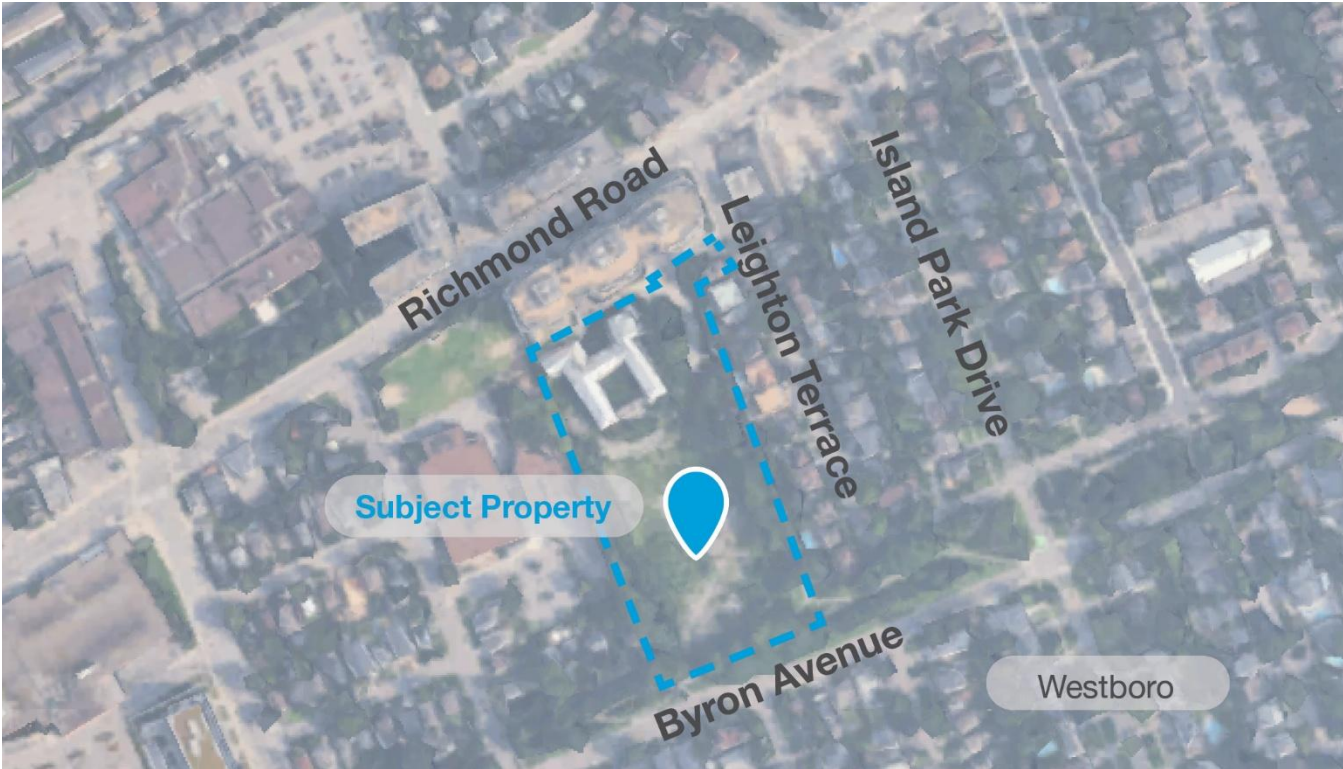 Island Park Drive
Richmond Road
Leighton Terrace
Subject Property
Byron Avenue
Westboro